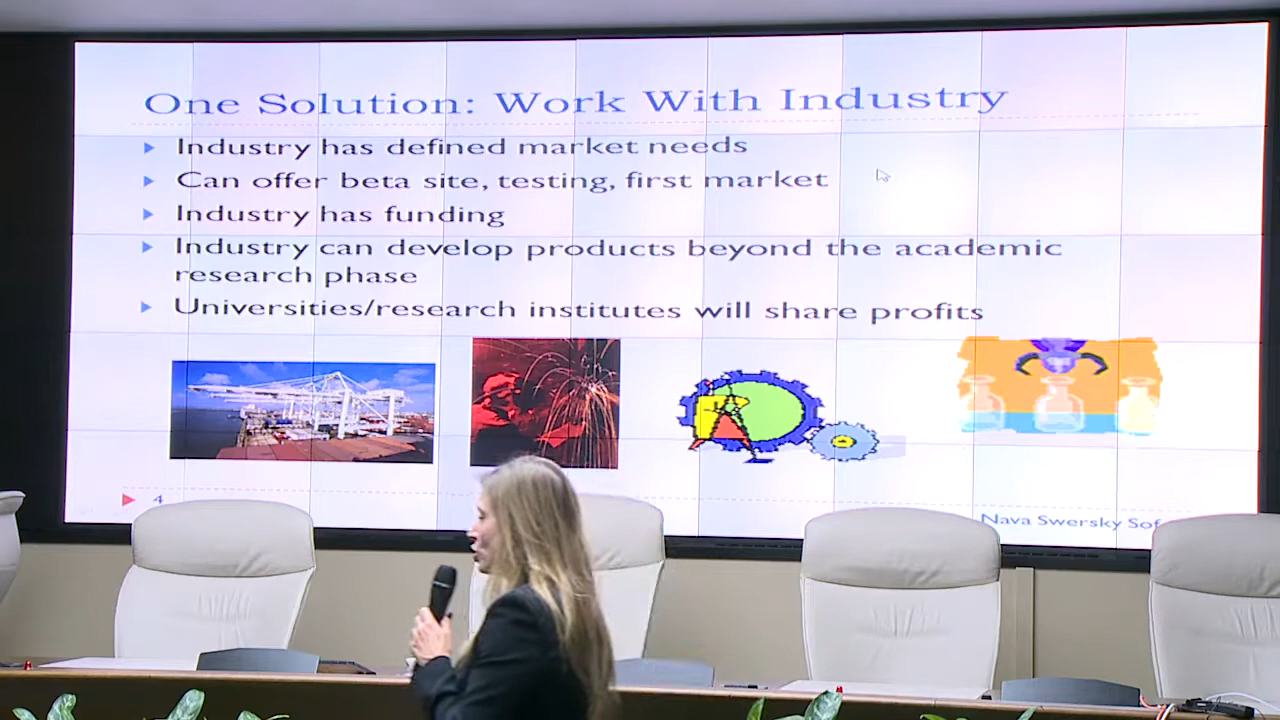 One Solution: Work With Industry
Industry has defined market needs
Can offer beta site, testing, first market
Industry has funding
Industry can develop products beyond the academic
research phase
Universities/research institutes will share profits
4
Nava Swersky